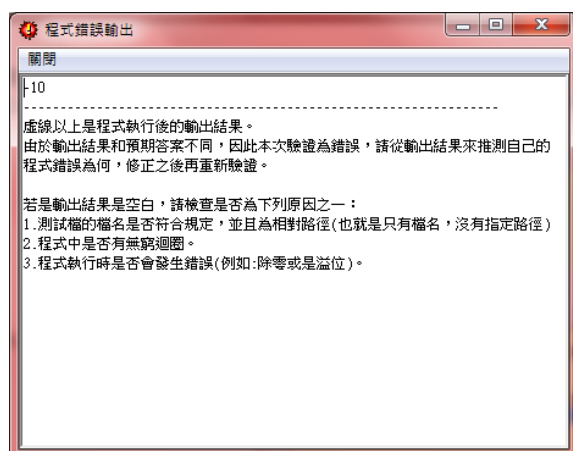 程式錯誤輸出
關閉
-10
-----------------------------------------------------------------
虛線以上是程式執行後的輸出結果。
由於輸出結果和預期答案不同，因此本次驗證為錯誤，請從輸出結果來推測自己的
程式錯誤為何，修正之後再重新驗證。
若是輸出結果是空白，請檢查是否為下列原因之一：
1.測試檔的檔名是否符合規定，並且為相對路徑(也就是只有檔名，沒有指定路徑)
2.程式中是否有無窮迴圈。
3.程式執行時是否會發生錯誤(例如:除零或是溢位)。